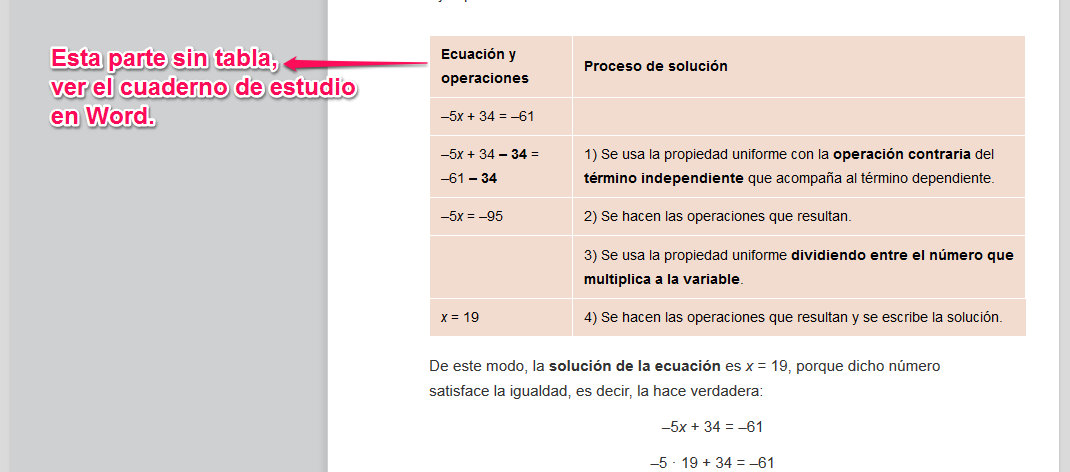 Esta parte sin tabla,
ver el cuaderno de estudio
en Word.
Ecuación y
operaciones
Proceso de solución
–5x + 34 = –61
–5x + 34 – 34 =
–61 – 34
1) Se usa la propiedad uniforme con la operación contraria del
término independiente que acompaña al término dependiente.
–5x = –95
2) Se hacen las operaciones que resultan.
3) Se usa la propiedad uniforme dividiendo entre el número que
multiplica a la variable.
x = 19
4) Se hacen las operaciones que resultan y se escribe la solución.
De este modo, la solución de la ecuación es x = 19, porque dicho número
satisface la igualdad, es decir, la hace verdadera:
–5x + 34 = –61
–5 · 19 + 34 = –61